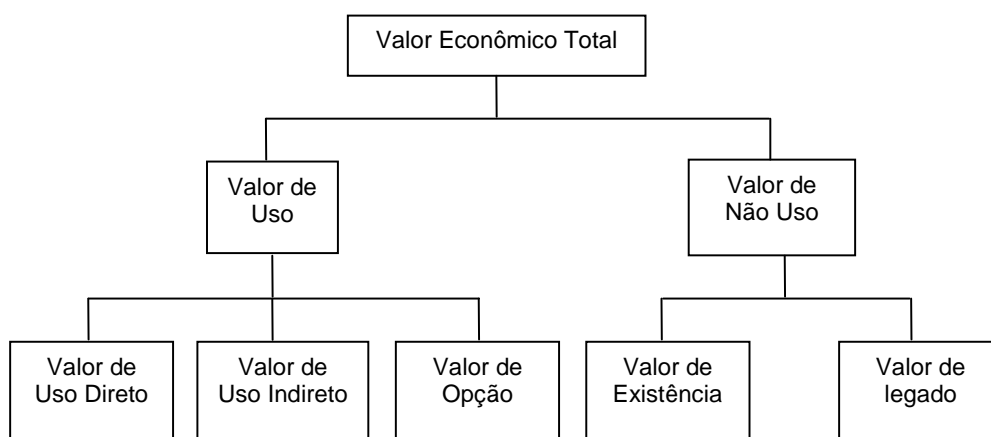 Valor Econômico Total
Valor de
Uso
Valor de
Não Uso
Valor de
Uso Direto
Valor de
Uso Indireto
Valor de
Opção
Valor de
Existência
Valor de
legado